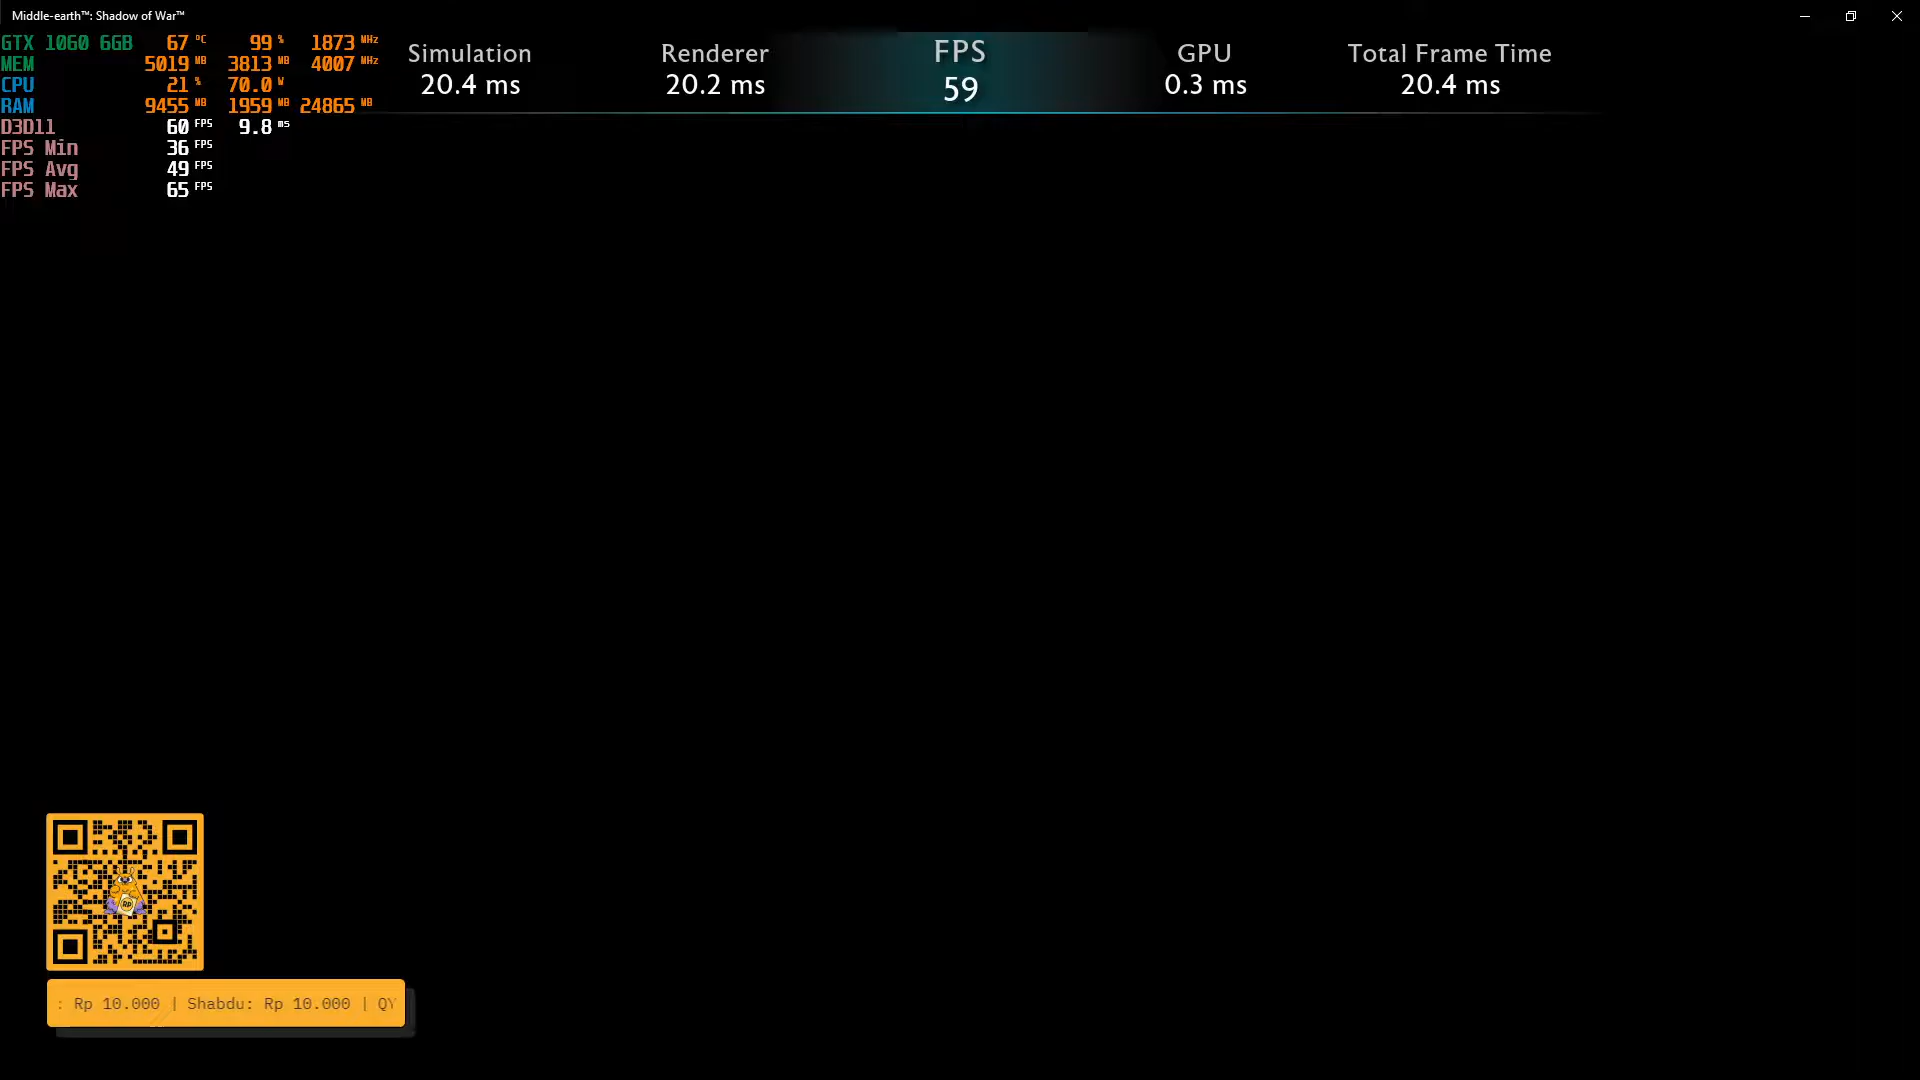 Middle-earth™: Shadow of War™
GTX 1060 6GB 67 °C 99 % 1873 MHz
MEM 5019 MB 3813 MB 4007 MHz
CPU 21 % 70.0 W
RAM 9455 MB 1959 MB 24865 MB
D3D11 60 FPS 9.8 ms
FPS Min 36 FPS
FPS Avg 49 FPS
FPS Max 65 FPS
Simulation Renderer FPS GPU Total Frame Time
20.4 ms 20.2 ms 59 0.3 ms 20.4 ms
RP
: Rp 10.000 | Shabdu: Rp 10.000 | QY